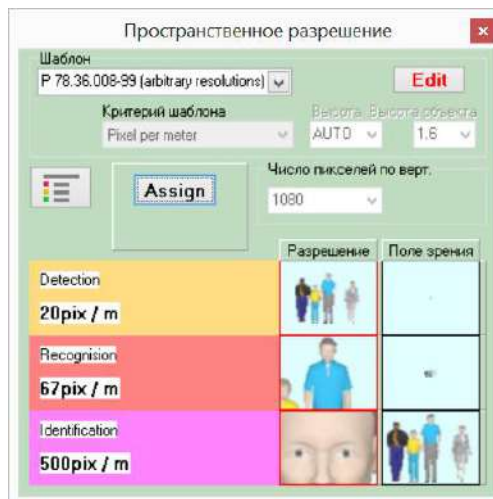 Пространственное разрешение
Шаблон
P 78.36.008-99 (arbitrary resolutions)
Edit
Критерий шаблона
Высота
Высота объекта
Pixel per meter
AUTO
1.6
Assign
Число пикселей по верт.
1080
Разрешение
Поле зрения
Detection
20pix / m
Recognision
67pix / m
Identification
500pix / m